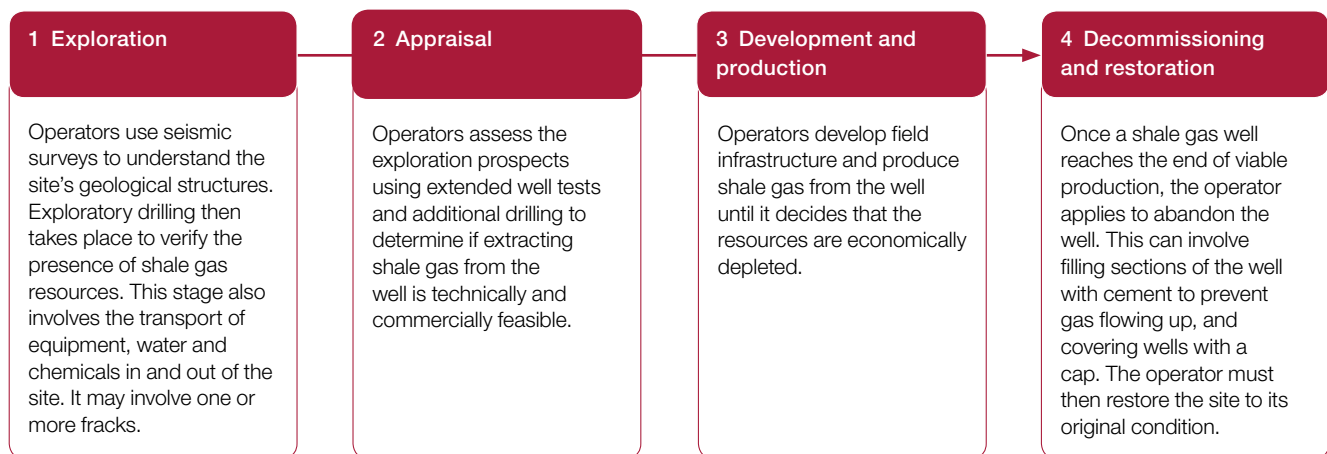 1 Exploration
Operators use seismic
surveys to understand the
site's geological structures.
Exploratory drilling then
takes place to verify the
presence of shale gas
resources. This stage also
involves the transport of
equipment, water and
chemicals in and out of the
site. It may involve one or
more fracks.
2 Appraisal
Operators assess the
exploration prospects
using extended well tests
and additional drilling to
determine if extracting
shale gas from the
well is technically and
commercially feasible.
3 Development and
production
Operators develop field
infrastructure and produce
shale gas from the well
until it decides that the
resources are economically
depleted.
4 Decommissioning
and restoration
Once a shale gas well
reaches the end of viable
production, the operator
applies to abandon the
well. This can involve
filling sections of the well
with cement to prevent
gas flowing up, and
covering wells with a
cap. The operator must
then restore the site to its
original condition.